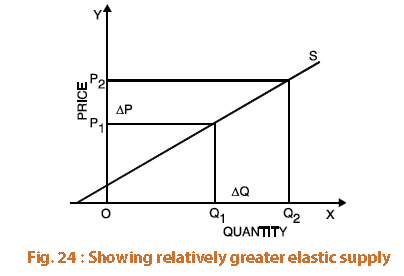 Y
S
P2
PRICE
ΔP
P1
ΔQ
O
Q1
Q2
X
QUANTITY
Fig. 24 : Showing relatively greater elastic supply